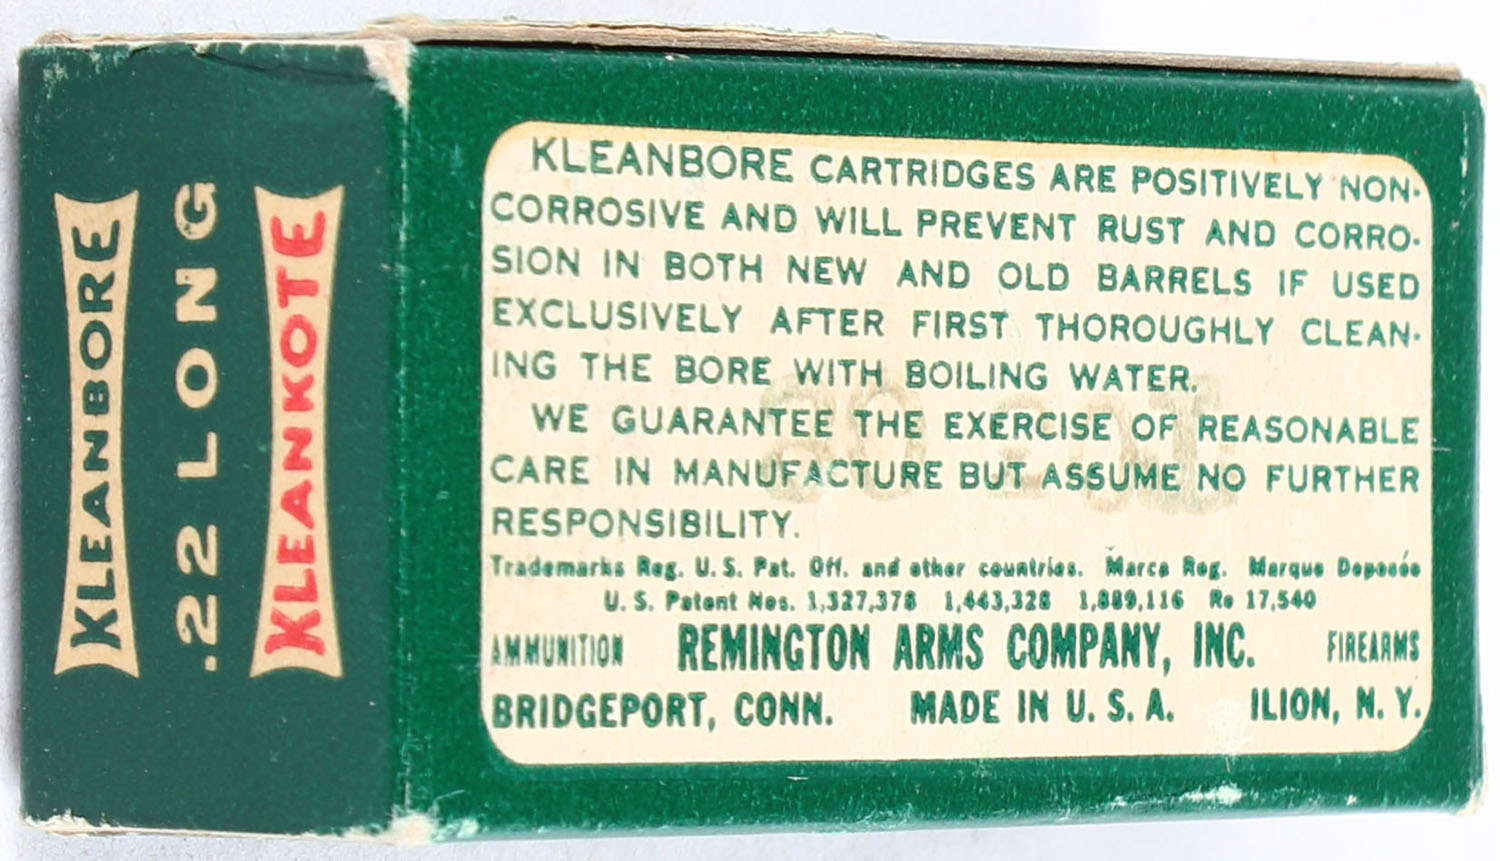 KLEANBORE
.22 LONG
KLEANKOTE
KLEANBORE CARTRIDGES ARE POSITIVELY NON-
CORROSIVE AND WILL PREVENT RUST AND CORRO-
SION IN BOTH NEW AND OLD BARRELS IF USED
EXCLUSIVELY AFTER FIRST THOROUGHLY CLEAN-
ING THE BORE WITH BOILING WATER.
WE GUARANTEE THE EXERCISE OF REASONABLE
CARE IN MANUFACTURE BUT ASSUME NO FURTHER
RESPONSIBILITY.
Trademarks Reg. U. S. Pat. Off. and other countries. Marca Reg. Marque Deposée
U. S. Patent Nos. 1,327,378 1,443,328 1,889,116 Re 17,540
AMMUNITION REMINGTON ARMS COMPANY, INC. FIREARMS
BRIDGEPORT, CONN. MADE IN U. S. A. ILION, N. Y.